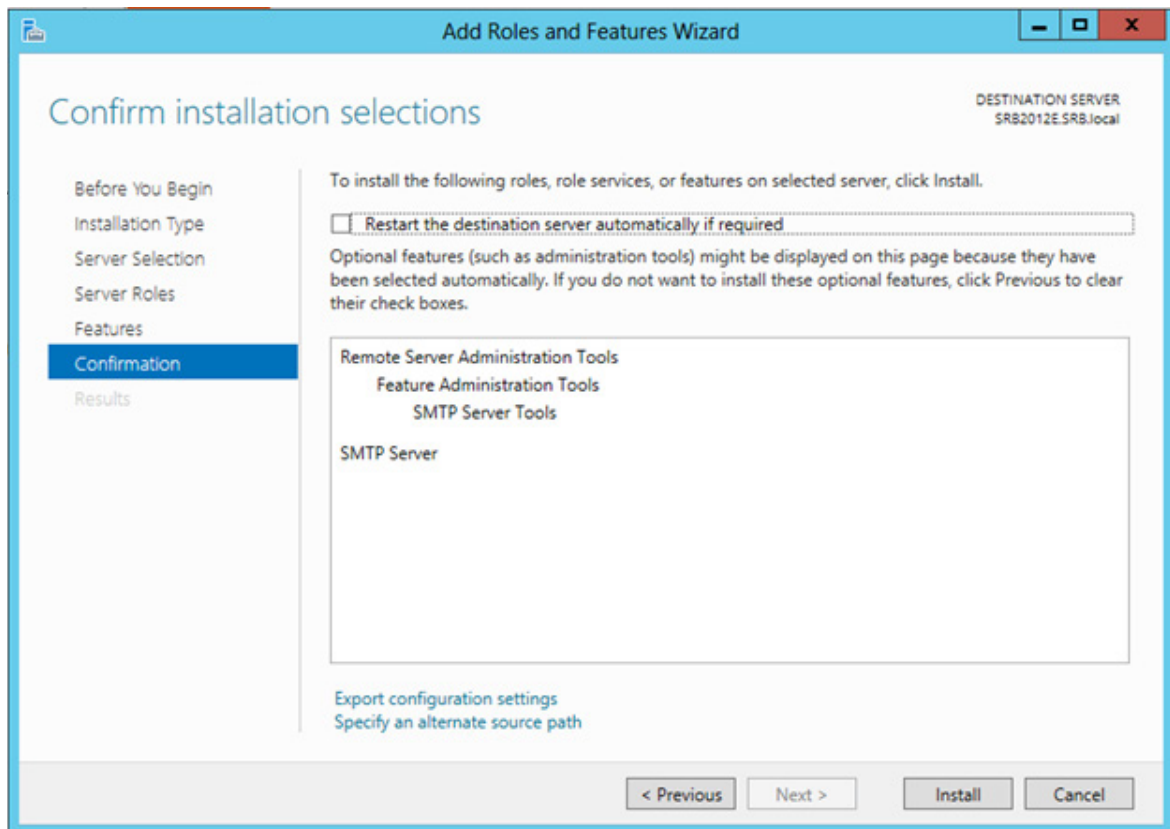 Add Roles and Features Wizard
Confirm installation selections
DESTINATION SERVER
SRB2012E.SRB.local
Before You Begin
Installation Type
Server Selection
Server Roles
Features
Confirmation
Results
To install the following roles, role services, or features on selected server, click Install.
Restart the destination server automatically if required
Optional features (such as administration tools) might be displayed on this page because they have
been selected automatically. If you do not want to install these optional features, click Previous to clear
their check boxes.
Remote Server Administration Tools
Feature Administration Tools
SMTP Server Tools
SMTP Server
Export configuration settings
Specify an alternate source path
< Previous
Next >
Install
Cancel